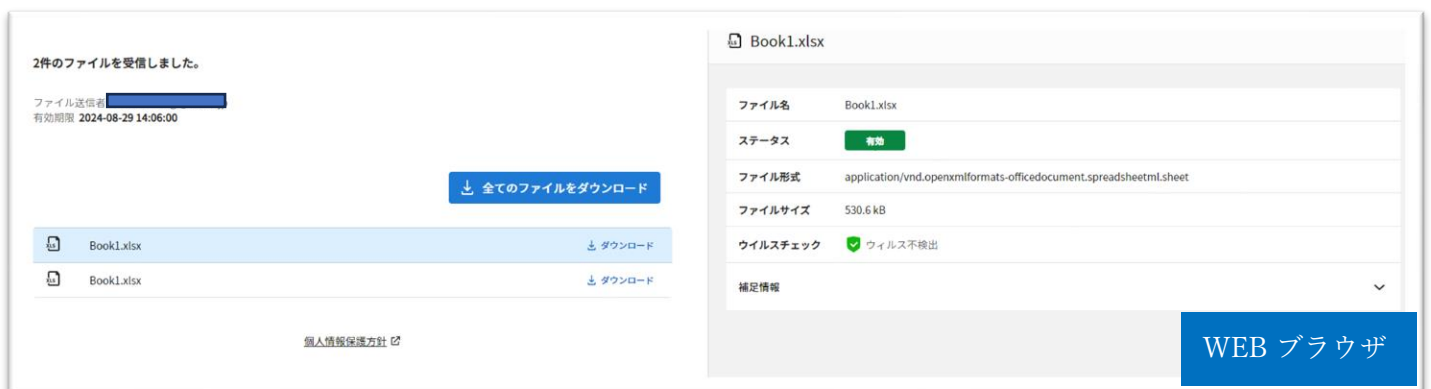 2件のファイルを受信しました。
ファイル送信者
有効期限 2024-08-29 14:06:00
全てのファイルをダウンロード
Book1.xlsx ダウンロード
Book1.xlsx ダウンロード
個人情報保護方針
Book1.xlsx
ファイル名 Book1.xlsx
ステータス 有効
ファイル形式 application/vnd.openxmlformats-officedocument.spreadsheetml.sheet
ファイルサイズ 530.6 kB
ウイルスチェック ウィルス不検出
補足情報
WEB ブラウザ